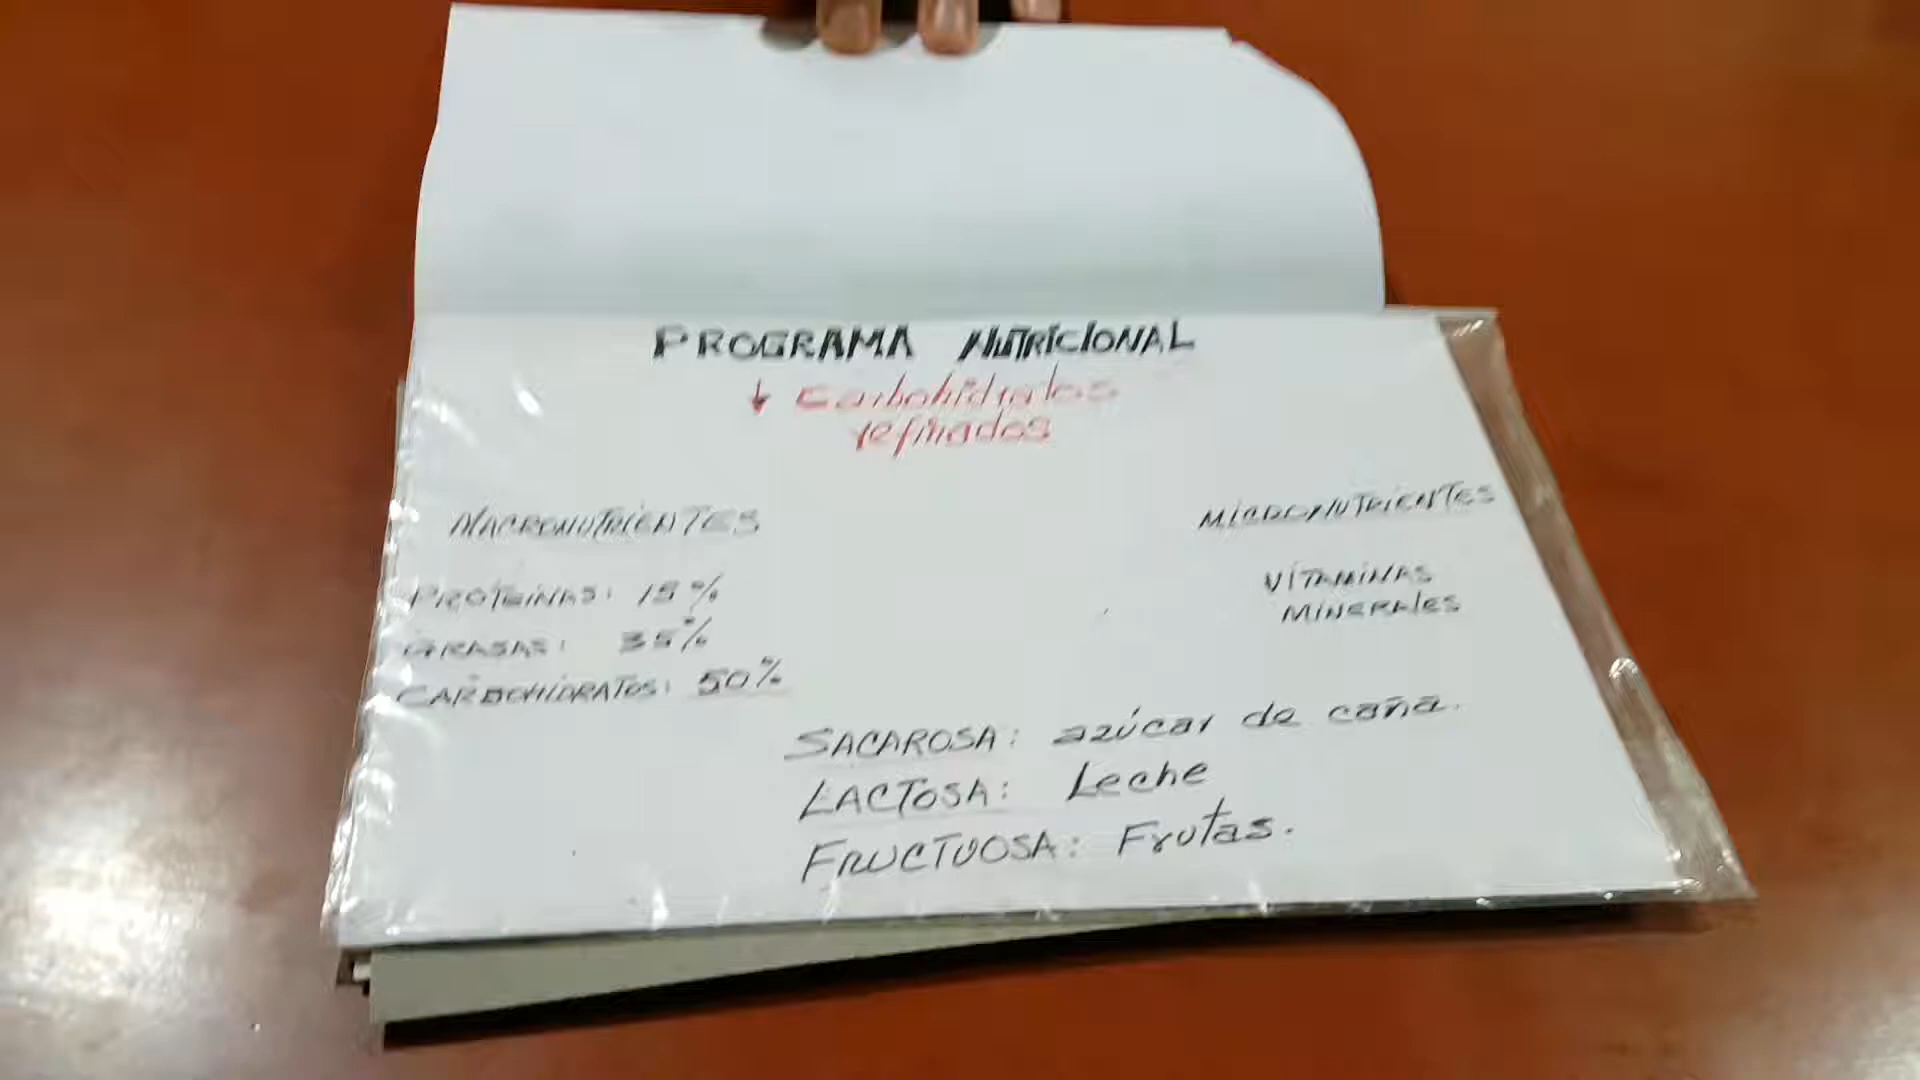 PROGRAMA NUTRICIONAL
↓ Carbohidratos
refinados
MACRONUTRIENTES
PROTEINAS: 15%
GRASAS: 35%
CARBOHIDRATOS: 50%
MICRONUTRIENTES
VITAMINAS
MINERALES
SACAROSA: azúcar de caña.
LACTOSA: Leche
FRUCTUOSA: Frutas.